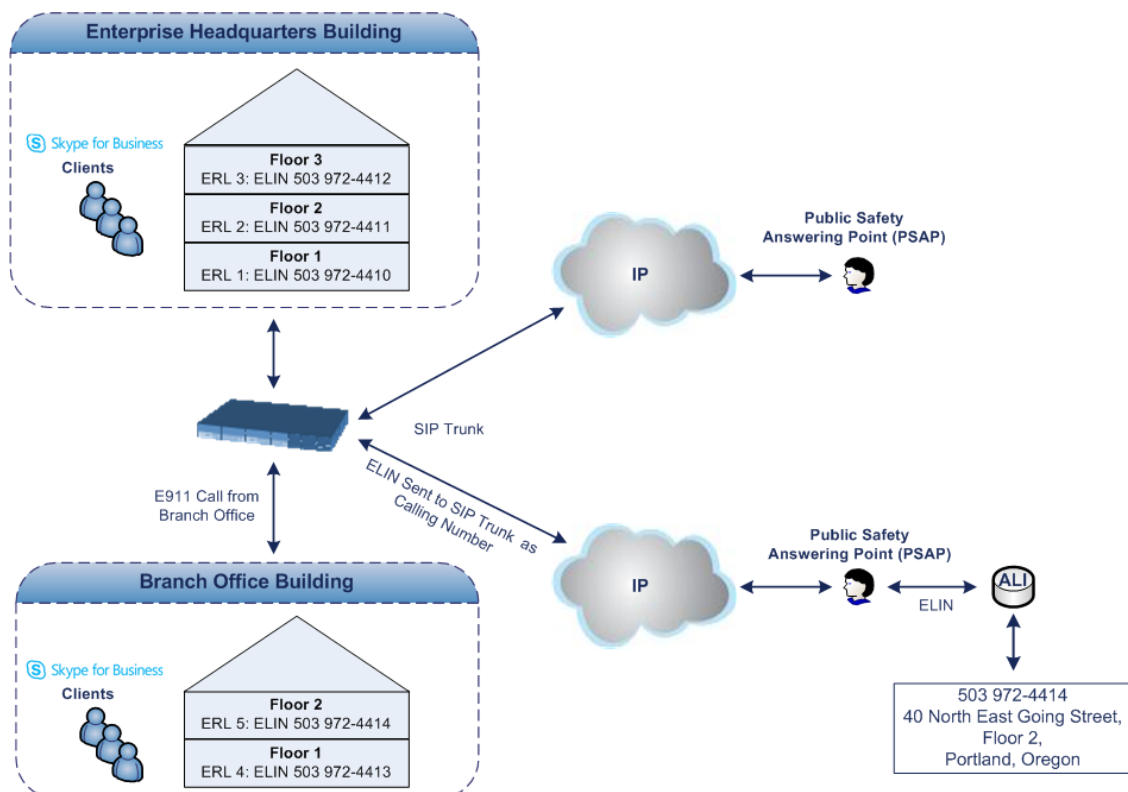 Enterprise Headquarters Building
Skype for Business
Clients
Floor 3
ERL 3: ELIN 503 972-4412
Floor 2
ERL 2: ELIN 503 972-4411
Floor 1
ERL 1: ELIN 503 972-4410
IP
Public Safety
Answering Point (PSAP)
SIP Trunk
ELIN Sent to SIP Trunk as
Calling Number
E911 Call from
Branch Office
IP
Public Safety
Answering Point (PSAP)
ELIN
ALI
503 972-4414
40 North East Going Street,
Floor 2,
Portland, Oregon
Branch Office Building
Skype for Business
Clients
Floor 2
ERL 5: ELIN 503 972-4414
Floor 1
ERL 4: ELIN 503 972-4413